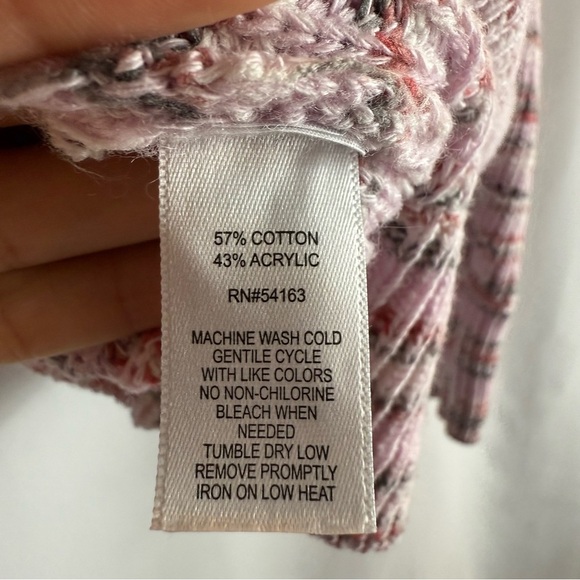 57% COTTON
43% ACRYLIC
RN#54163
MACHINE WASH COLD
GENTLE CYCLE
WITH LIKE COLORS
NO NON-CHILORINE
BLEACH WHEN
NEEDED
TUMBLE DRY LOW
REMOVE PROMPTLY
IRON ON LOW HEAT